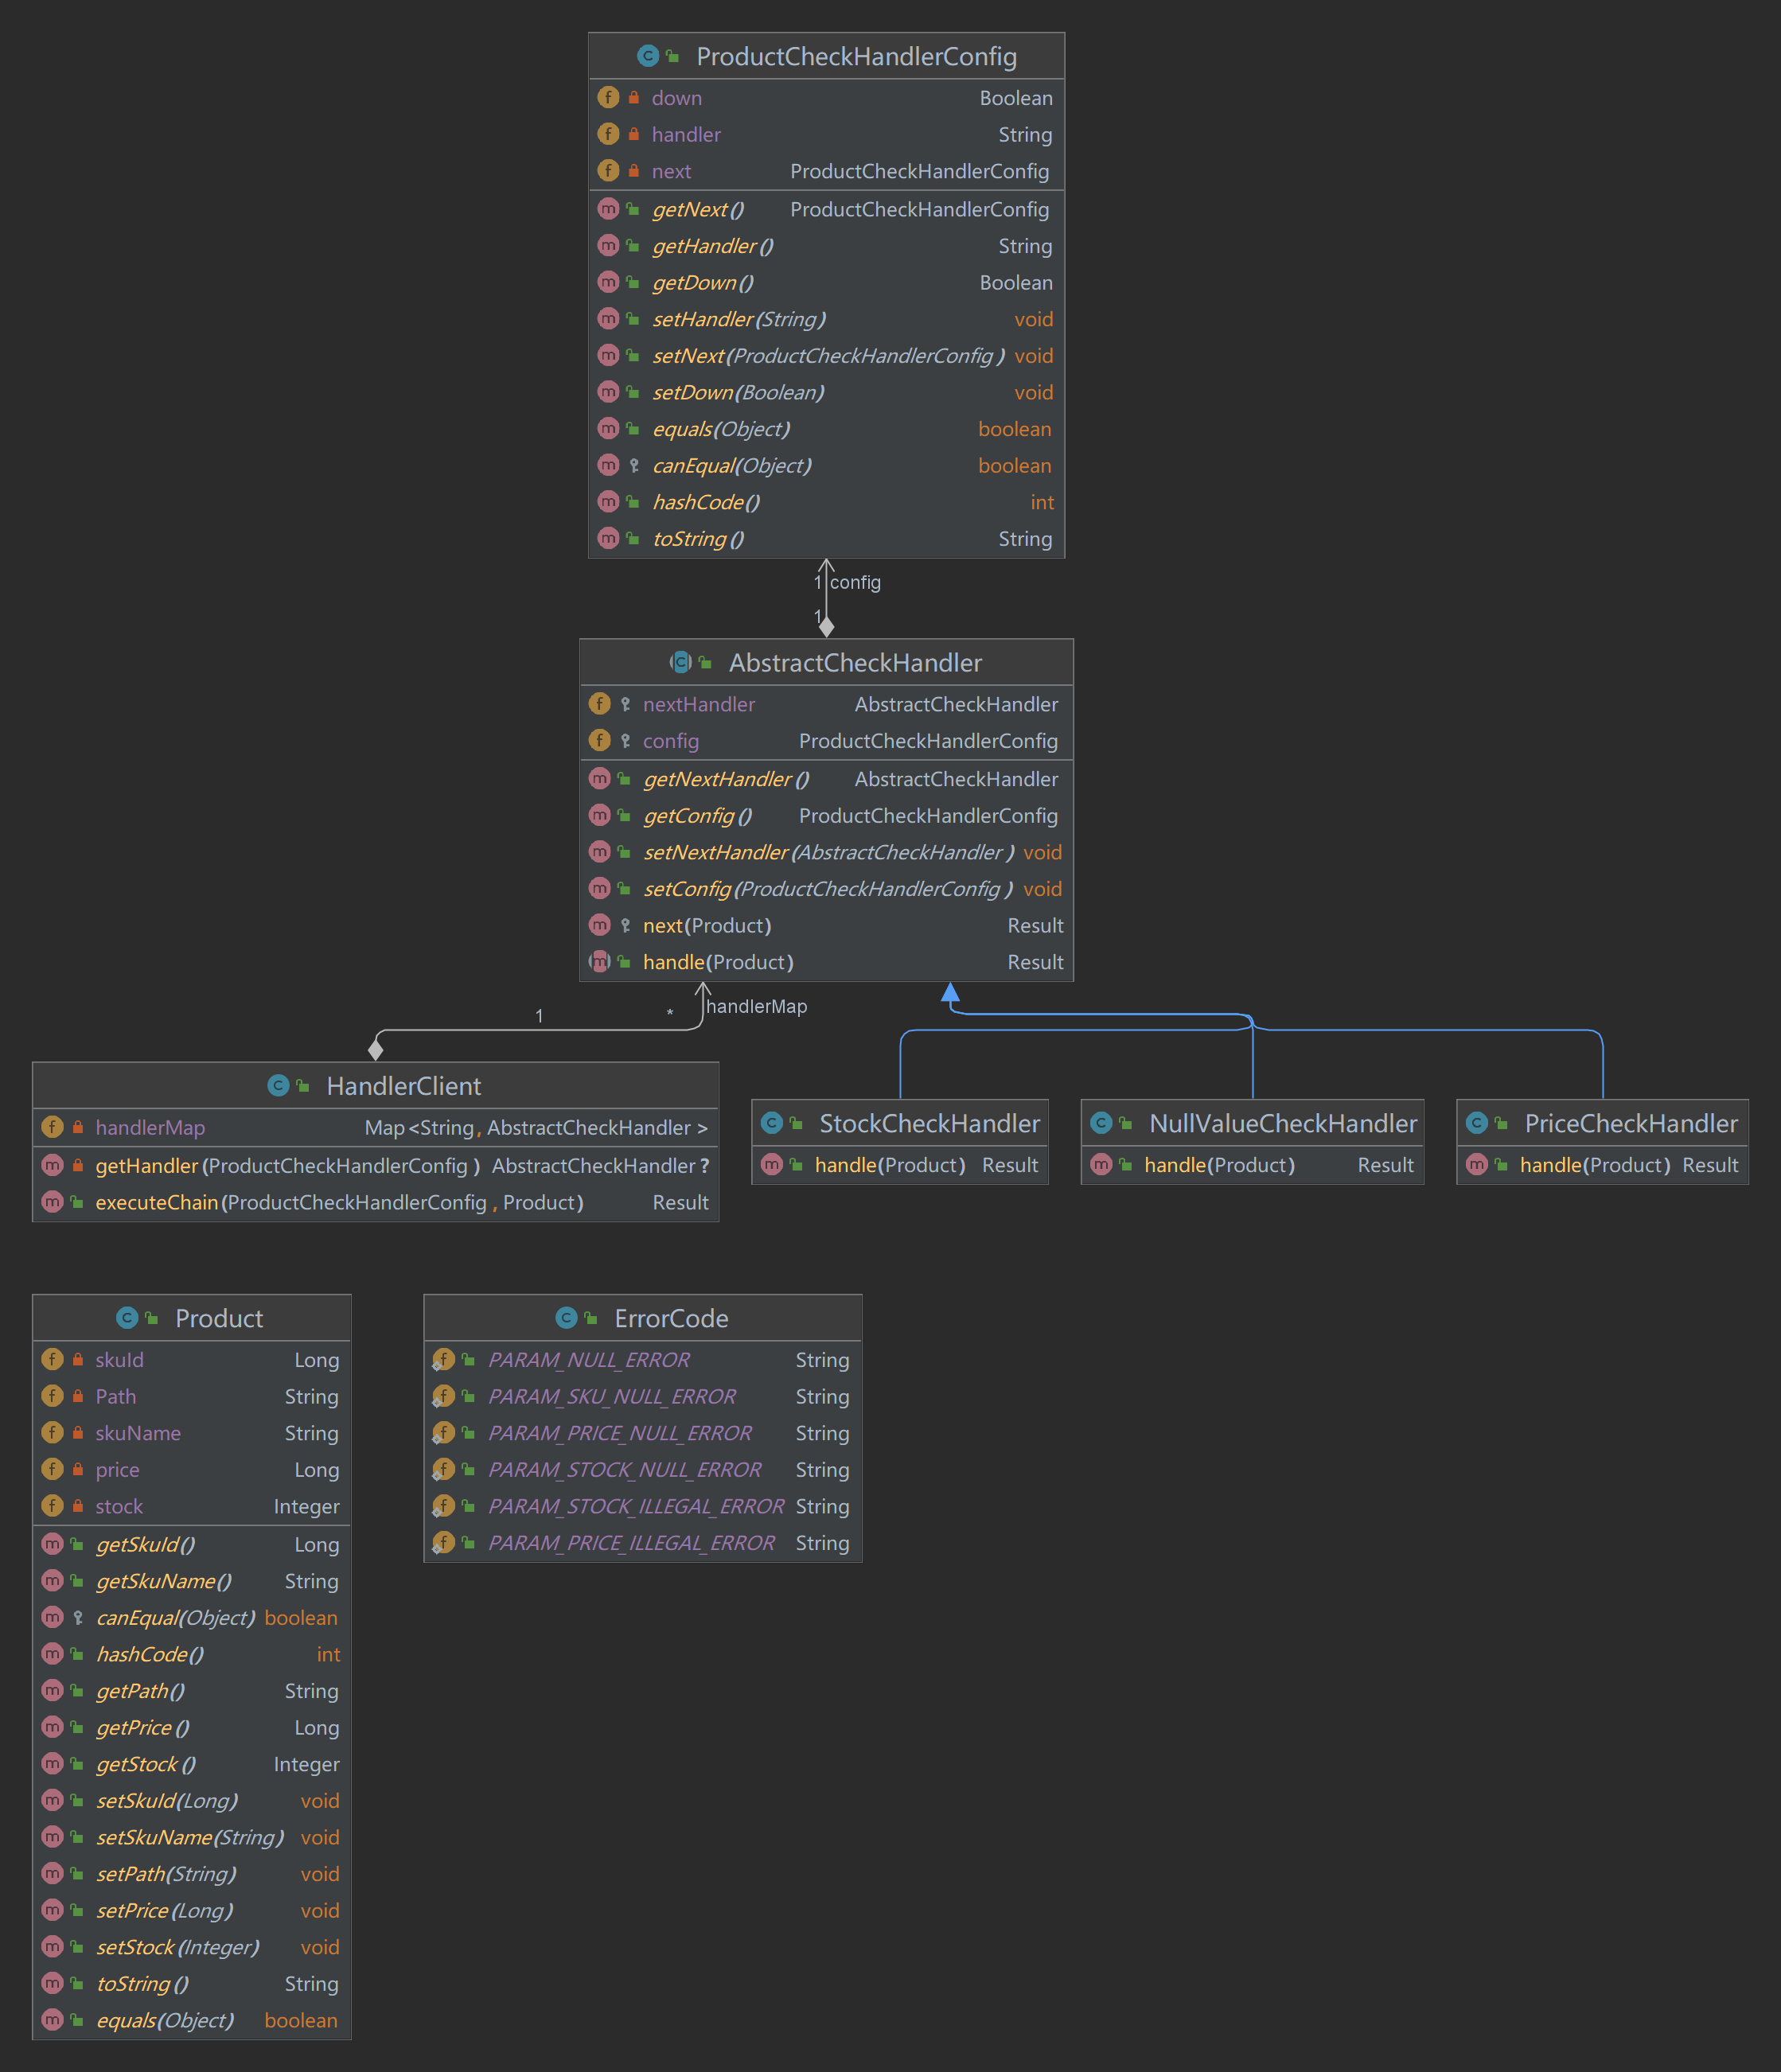 ProductCheckHandlerConfig
down Boolean
handler String
next ProductCheckHandlerConfig
getNext() ProductCheckHandlerConfig
getHandler() String
getDown() Boolean
setHandler(String) void
setNext(ProductCheckHandlerConfig) void
setDown(Boolean) void
equals(Object) boolean
canEqual(Object) boolean
hashCode() int
toString() String
1 config
1
AbstractCheckHandler
nextHandler AbstractCheckHandler
config ProductCheckHandlerConfig
getNextHandler() AbstractCheckHandler
getConfig() ProductCheckHandlerConfig
setNextHandler(AbstractCheckHandler) void
setConfig(ProductCheckHandlerConfig) void
next(Product) Result
handle(Product) Result
1 * handlerMap
HandlerClient
handlerMap Map<String, AbstractCheckHandler>
getHandler(ProductCheckHandlerConfig) AbstractCheckHandler?
executeChain(ProductCheckHandlerConfig, Product) Result
StockCheckHandler
handle(Product) Result
NullValueCheckHandler
handle(Product) Result
PriceCheckHandler
handle(Product) Result
Product
skuId Long
Path String
skuName String
price Long
stock Integer
getSkuId() Long
getSkuName() String
canEqual(Object) boolean
hashCode() int
getPath() String
getPrice() Long
getStock() Integer
setSkuId(Long) void
setSkuName(String) void
setPath(String) void
setPrice(Long) void
setStock(Integer) void
toString() String
equals(Object) boolean
ErrorCode
PARAM_NULL_ERROR String
PARAM_SKU_NULL_ERROR String
PARAM_PRICE_NULL_ERROR String
PARAM_STOCK_NULL_ERROR String
PARAM_STOCK_ILLEGAL_ERROR String
PARAM_PRICE_ILLEGAL_ERROR String